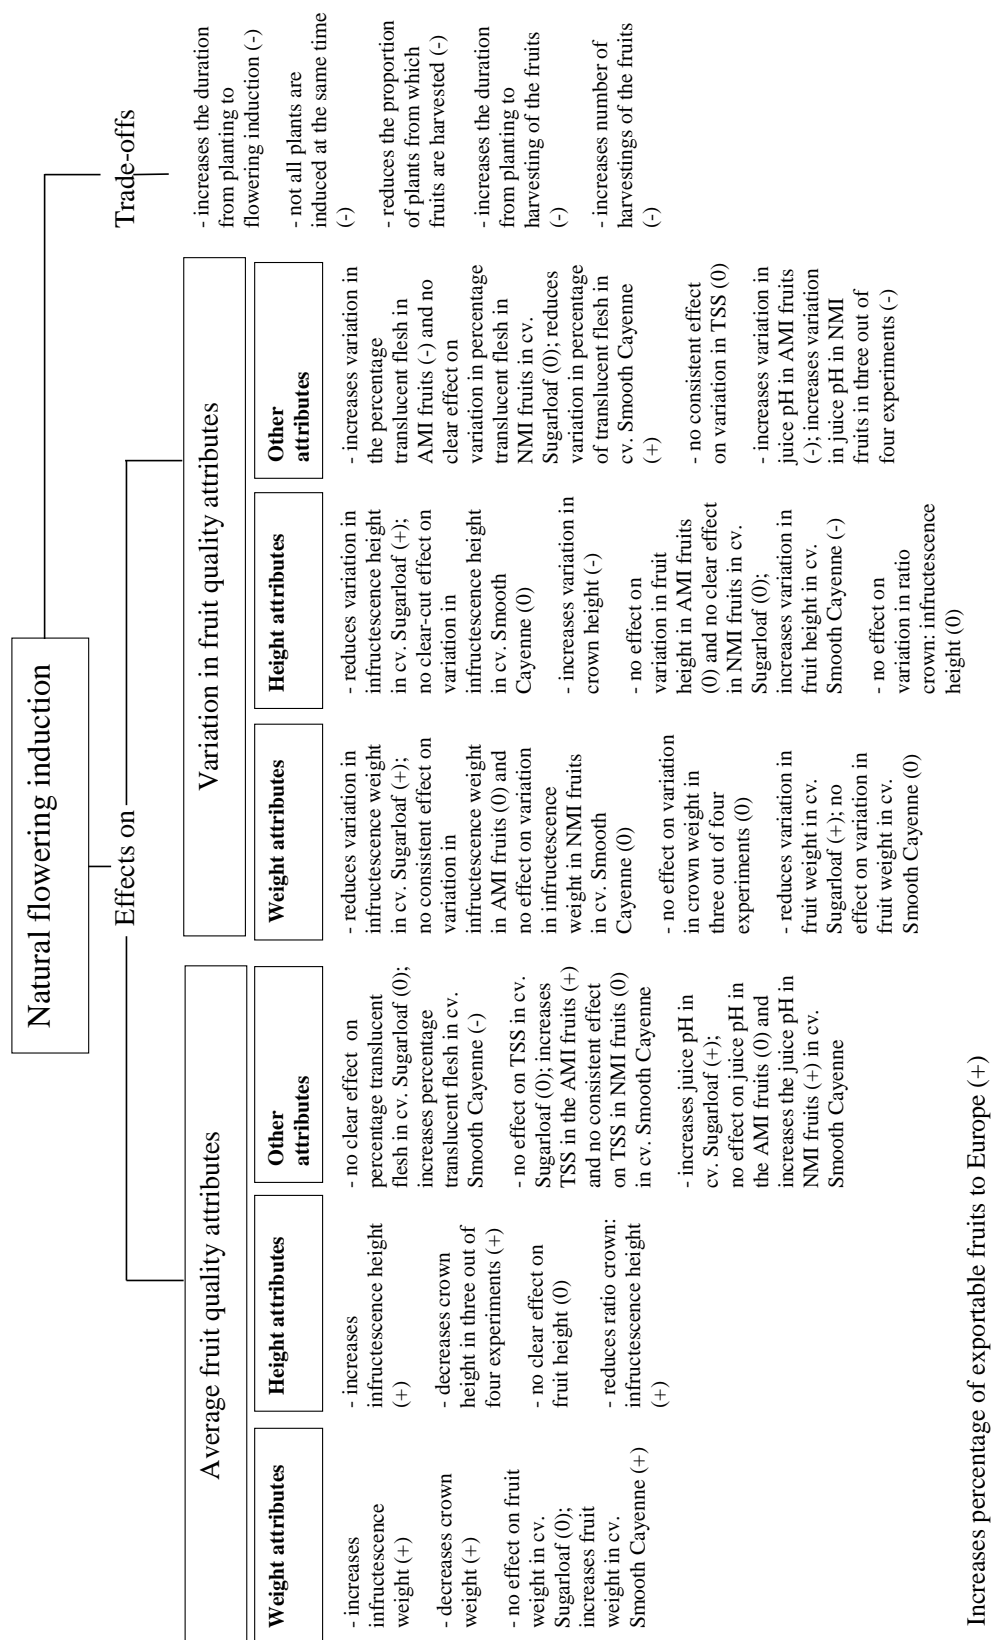 Natural flowering induction
Effects on
Trade-offs
Average fruit quality attributes
Variation in fruit quality attributes
Weight attributes
Height attributes
Other
attributes
Weight attributes
Height attributes
Other
attributes
- increases
infructescence
weight (+)
- decreases crown
weight (+)
- no effect on fruit
weight in cv.
Sugarloaf (0);
increases fruit
weight in cv.
Smooth Cayenne (+)
- increases
infructescence height
(+)
- decreases crown
height in three out of
four experiments (+)
- no clear effect on
fruit height (0)
- reduces ratio crown:
infructescence height
(+)
- no clear effect on
percentage translucent
flesh in cv. Sugarloaf (0);
increases percentage
translucent flesh in cv.
Smooth Cayenne (-)
- no effect on TSS in cv.
Sugarloaf (0); increases
TSS in the AMI fruits (+)
and no consistent effect
on TSS in NMI fruits (0)
in cv. Smooth Cayenne
- increases juice pH in
cv. Sugarloaf (+);
no effect on juice pH in
the AMI fruits (0) and
increases the juice pH in
NMI fruits (+) in cv.
Smooth Cayenne
- reduces variation in
infructescence weight
in cv. Sugarloaf (+);
no consistent effect on
variation in
infructescence weight
in AMI fruits (0) and
no effect on variation
in infructescence
weight in NMI fruits
in cv. Smooth
Cayenne (0)
- no effect on variation
in crown weight in
three out of four
experiments (0)
- reduces variation in
fruit weight in cv.
Sugarloaf (+); no
effect on variation in
fruit weight in cv.
Smooth Cayenne (0)
- reduces variation in
infructescence height
in cv. Sugarloaf (+);
no clear-cut effect on
variation in
infructescence height
in cv. Smooth
Cayenne (0)
- increases variation in
crown height (-)
- no effect on
variation in fruit
height in AMI fruits
(0) and no clear effect
in NMI fruits in cv.
Sugarloaf (0);
increases variation in
fruit height in cv.
Smooth Cayenne (-)
- no effect on
variation in ratio
crown: infructescence
height (0)
- increases variation in
the percentage
translucent flesh in
AMI fruits (-) and no
clear effect on
variation in percentage
translucent flesh in
NMI fruits in cv.
Sugarloaf (0); reduces
variation in percentage
of translucent flesh in
cv. Smooth Cayenne
(+)
- no consistent effect
on variation in TSS (0)
- increases variation in
juice pH in AMI fruits
(-); increases variation
in juice pH in NMI
fruits in three out of
four experiments (-)
- increases the duration
from planting to
flowering induction (-)
- not all plants are
induced at the same time
(-)
- reduces the proportion
of plants from which
fruits are harvested (-)
- increases the duration
from planting to
harvesting of the fruits
(-)
- increases number of
harvestings of the fruits
(-)
Increases percentage of exportable fruits to Europe (+)